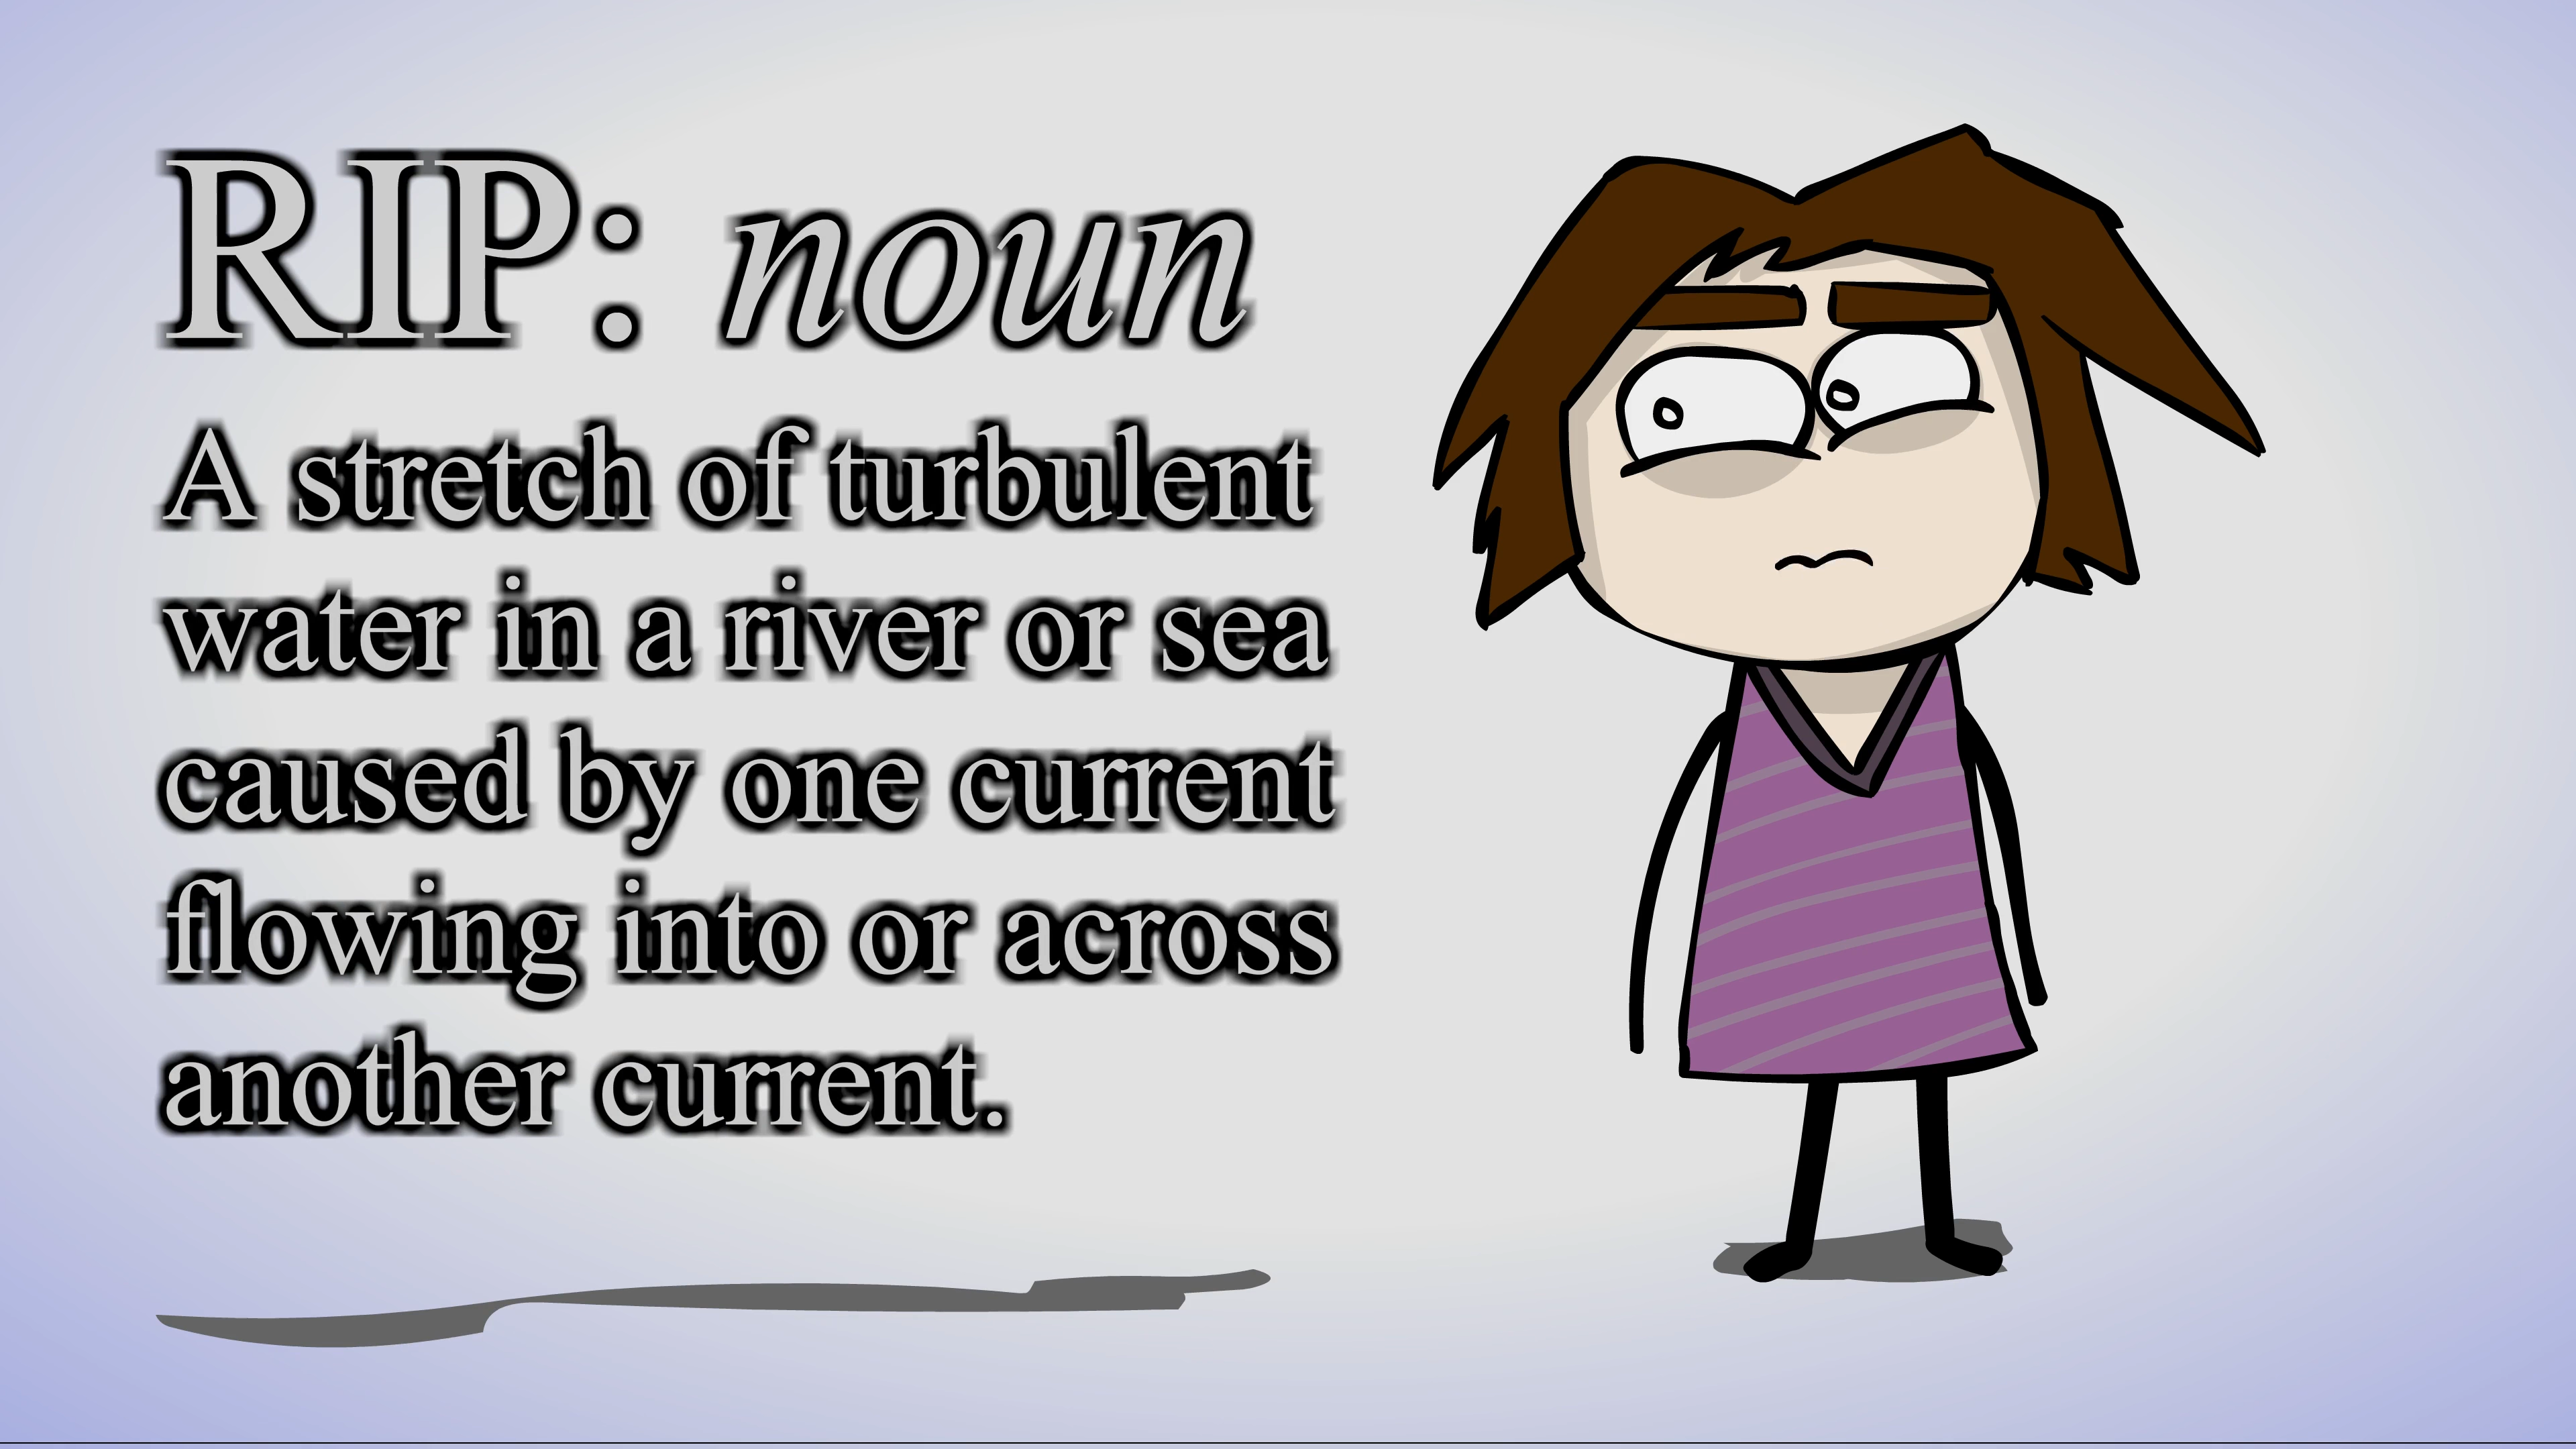 RIP: noun
A stretch of turbulent
water in a river or sea
caused by one current
flowing into or across
another current.